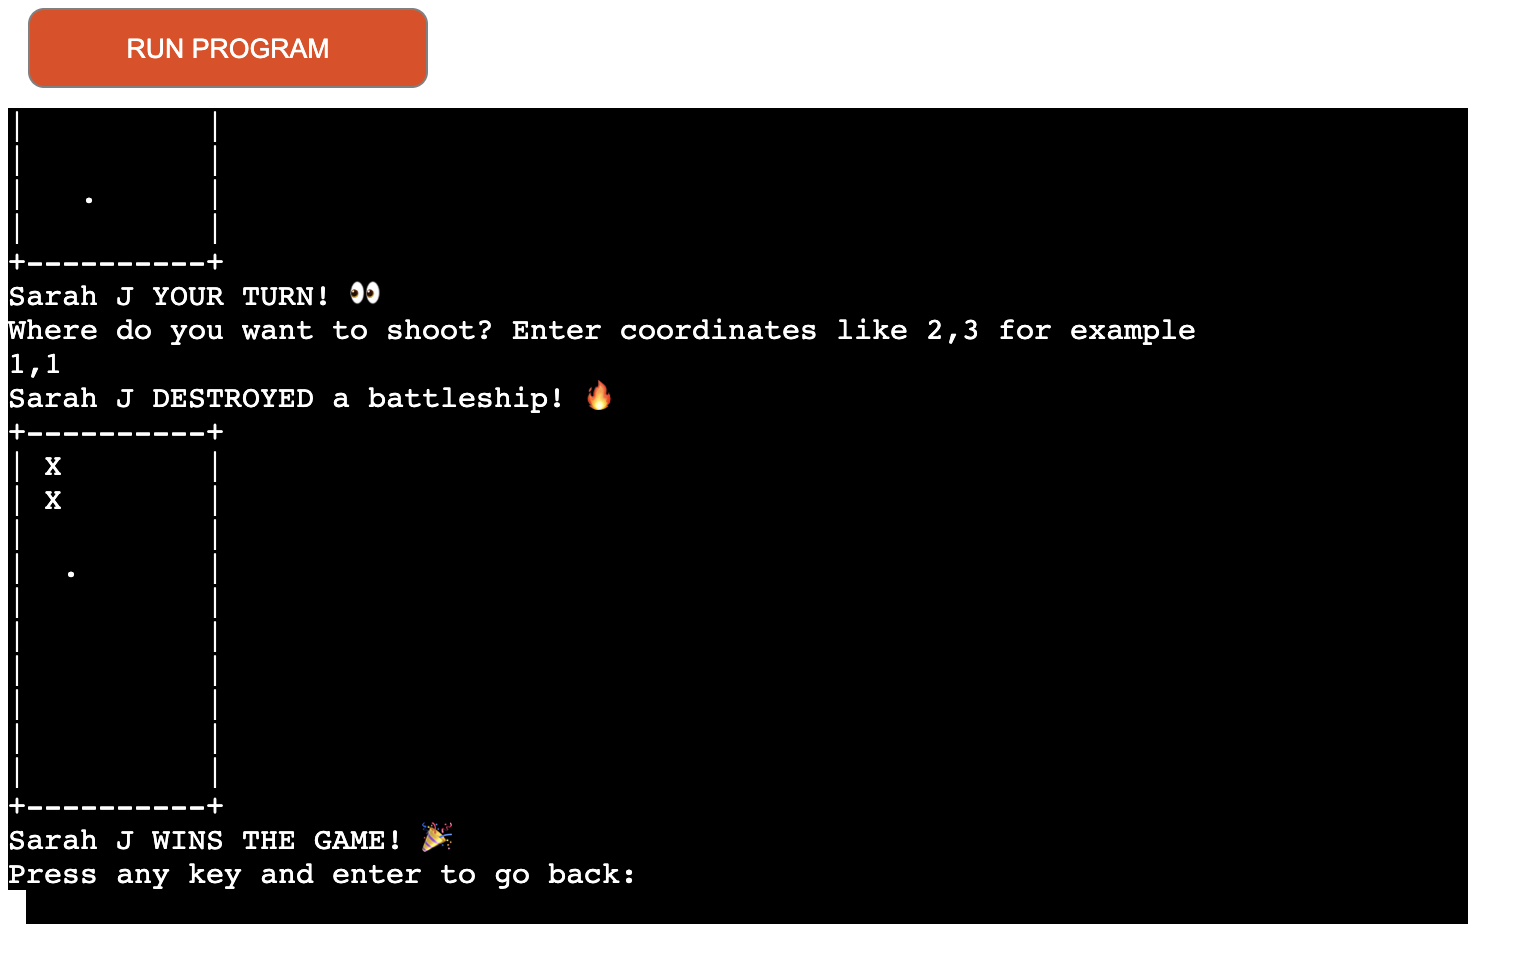 RUN PROGRAM
|          |
|          |
|   .      |
|          |
+----------+
Sarah J YOUR TURN! 👀
Where do you want to shoot? Enter coordinates like 2,3 for example
1,1
Sarah J DESTROYED a battleship! 🔥
+----------+
| X        |
| X        |
|          |
|  .       |
|          |
|          |
|          |
|          |
|          |
|          |
+----------+
Sarah J WINS THE GAME! 🎉
Press any key and enter to go back: